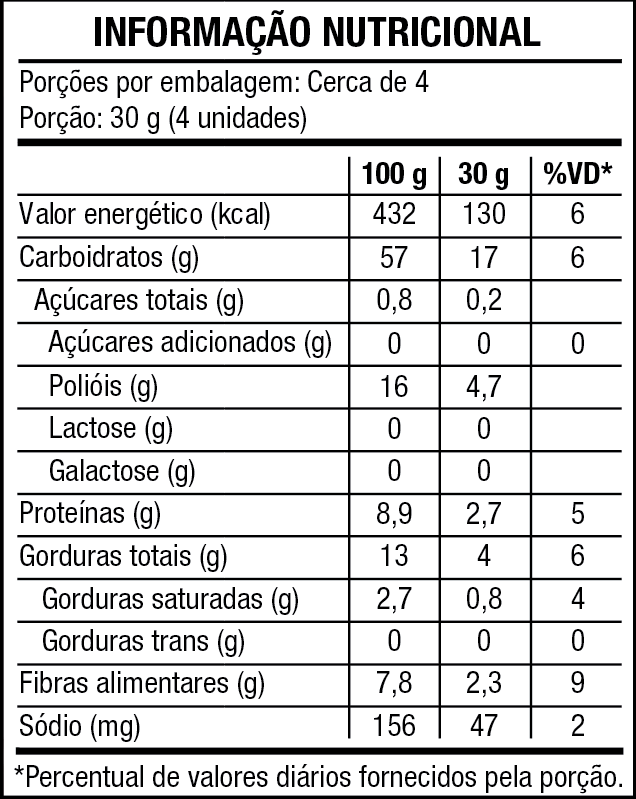 INFORMAÇÃO NUTRICIONAL
Porções por embalagem: Cerca de 4
Porção: 30 g (4 unidades)
100 g 30 g %VD*
Valor energético (kcal) 432 130 6
Carboidratos (g) 57 17 6
Açúcares totais (g) 0,8 0,2
Açúcares adicionados (g) 0 0 0
Polióis (g) 16 4,7
Lactose (g) 0 0
Galactose (g) 0 0
Proteínas (g) 8,9 2,7 5
Gorduras totais (g) 13 4 6
Gorduras saturadas (g) 2,7 0,8 4
Gorduras trans (g) 0 0 0
Fibras alimentares (g) 7,8 2,3 9
Sódio (mg) 156 47 2
*Percentual de valores diários fornecidos pela porção.